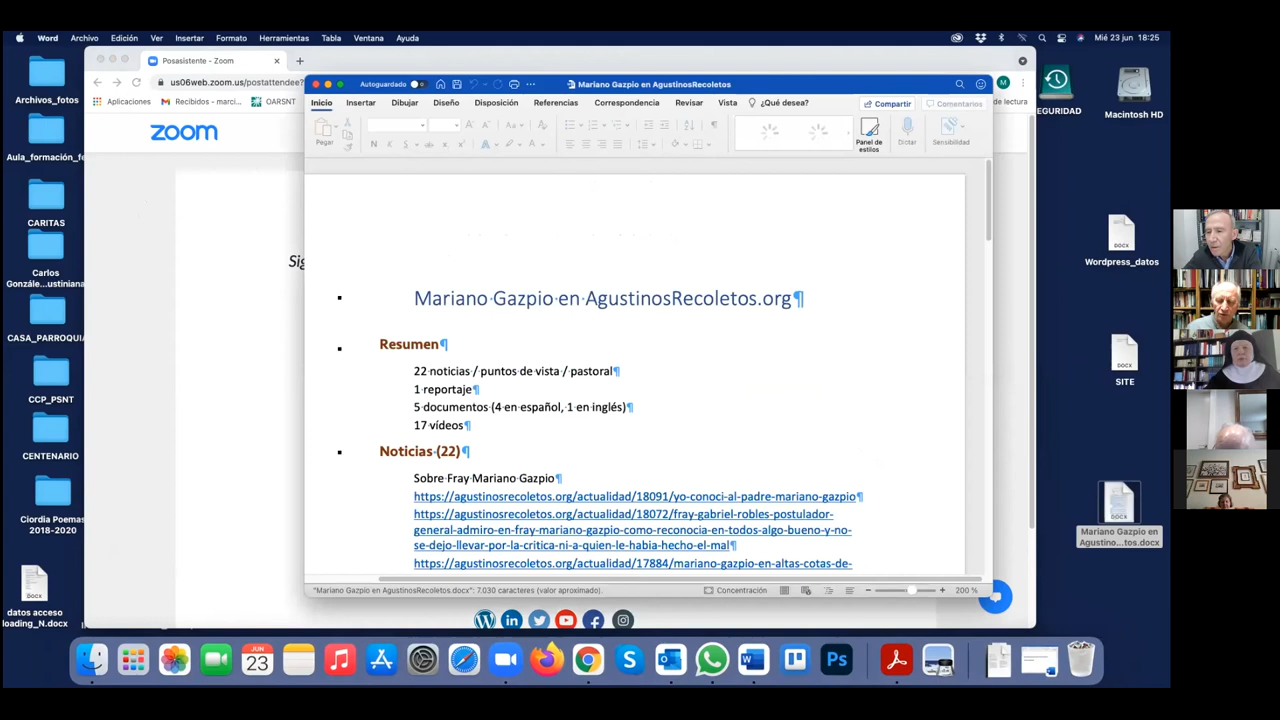 Word Archivo Edición Ver Insertar Formato Herramientas Tabla Ventana Ayuda Mié 23 jun 18:25
Posasistente - Zoom
us06web.zoom.us/postattendee?
Aplicaciones Recibidos - marci... OARSNT
de lectura
zoom
Autoguardado
Mariano Gazpio en AgustinosRecoletos
Inicio Insertar Dibujar Diseño Disposición Referencias Correspondencia Revisar Vista ¿Qué desea? Compartir Comentarios
Pegar
Panel de estilos
Dictar
Sensibilidad
Mariano Gazpio en AgustinosRecoletos.org¶
Resumen¶
22 noticias / puntos de vista / pastoral¶
1 reportaje¶
5 documentos (4 en español, 1 en inglés)¶
17 vídeos¶
Noticias (22)¶
Sobre Fray Mariano Gazpio¶
https://agustinosrecoletos.org/actualidad/18091/yo-conoci-al-padre-mariano-gazpio¶
https://agustinosrecoletos.org/actualidad/18072/fray-gabriel-robles-postulador-
general-admiro-en-fray-mariano-gazpio-como-reconocia-en-todos-algo-bueno-y-no-
se-dejo-llevar-por-la-critica-ni-a-quien-le-habia-hecho-el-mal¶
https://agustinosrecoletos.org/actualidad/17884/mariano-gazpio-en-altas-cotas-de-
"Mariano Gazpio en AgustinosRecoletos.docx": 7.030 caracteres (valor aproximado).
Concentración
200 %
Sig
Archivos_fotos
Aula_formación_fe
CARITAS
Carlos
Gonzále...ustiniana
CASA_PARROQUIA
CCP_PSNT
CENTENARIO
Ciordia Poemas
2018-2020
datos acceso
loading_N.docx
EGURIDAD
Macintosh HD
Wordpress_datos
SITE
Mariano Gazpio en
Agustino...tos.docx
JUN
23